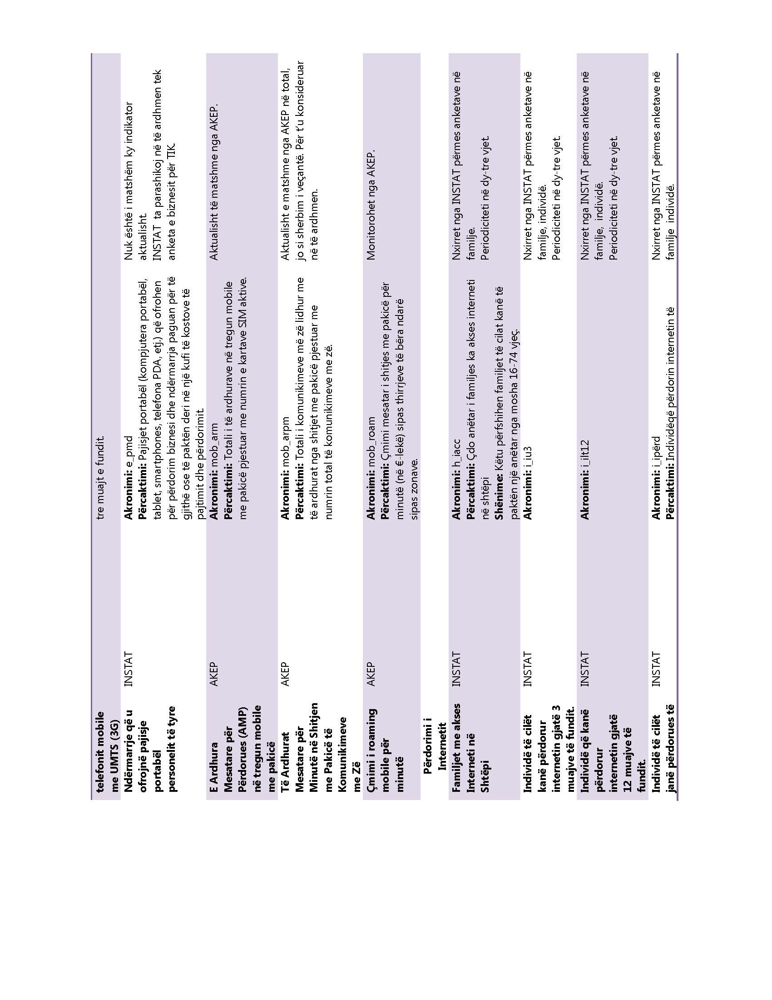 telefonit mobile
me UMTS (3G)
tre muajt e fundit.
Ndërmarrje që u
ofrojnë pajisje
portabël
personelit të tyre
INSTAT
Akronimi: e_pmd
Përcaktimi: Pajisjet portabël (kompjutera portabël,
tablet, smartphones, telefona PDA, etj.) që ofrohen
për përdorim biznesi dhe ndërmarrja paguan për të
gjithë ose të paktën deri në një kufi të kostove të
pajtimit dhe përdorimit.
Nuk është i matshëm ky indikator
aktualisht.
INSTAT ta parashikoj në të ardhmen tek
anketa e biznesit për TIK.
E Ardhura
Mesatare për
Përdorues (AMP)
në tregun mobile
me pakicë
AKEP
Akronimi: mob_arm
Përcaktimi: Totali i të ardhurave në tregun mobile
me pakicë pjestuar me numrin e kartave SIM aktive.
Aktualisht të matshme nga AKEP.
Të Ardhurat
Mesatare për
Minutë në Shitjen
me Pakicë të
Komunikimeve
me Zë
AKEP
Akronimi: mob_arpm
Përcaktimi: Totali i komunikimeve më zë lidhur me
të ardhurat nga shitjet me pakicë pjestuar me
numrin total të komunikimeve me zë.
Aktualisht e matshme nga AKEP në total,
jo si sherbim i veçantë. Për t'u konsideruar
në të ardhmen.
Çmimi i roaming
mobile për
minutë
AKEP
Akronimi: mob_roam
Përcaktimi: Çmimi mesatar i shitjes me pakicë për
minutë (në €-lekë) sipas thirrjeve të bëra ndarë
sipas zonave.
Monitorohet nga AKEP.
Përdorimi i
Internetit
Familjet me akses
Interneti në
Shtëpi
INSTAT
Akronimi: h_iacc
Përcaktimi: Çdo anëtar i familjes ka akses interneti
në shtëpi
Shënime: Këtu përfshihen familjet të cilat kanë të
paktën një anëtar nga mosha 16-74 vjeç.
Nxirret nga INSTAT përmes anketave në
familje.
Periodiciteti në dy-tre vjet.
Individë të cilët
kanë përdorur
internetin gjatë 3
muajve të fundit.
INSTAT
Akronimi: i_iu3
Nxirret nga INSTAT përmes anketave në
familje, individë.
Periodiciteti në dy-tre vjet.
Individë që kanë
përdorur
internetin gjatë
12 muajve të
fundit.
INSTAT
Akronimi: i_ilt12
Nxirret nga INSTAT përmes anketave në
familje, individë.
Periodiciteti në dy-tre vjet.
Individë të cilët
janë përdorues të
INSTAT
Akronimi: i_ipërd
Përcaktimi: Individëqë përdorin internetin të
Nxirret nga INSTAT përmes anketave në
familje individë.